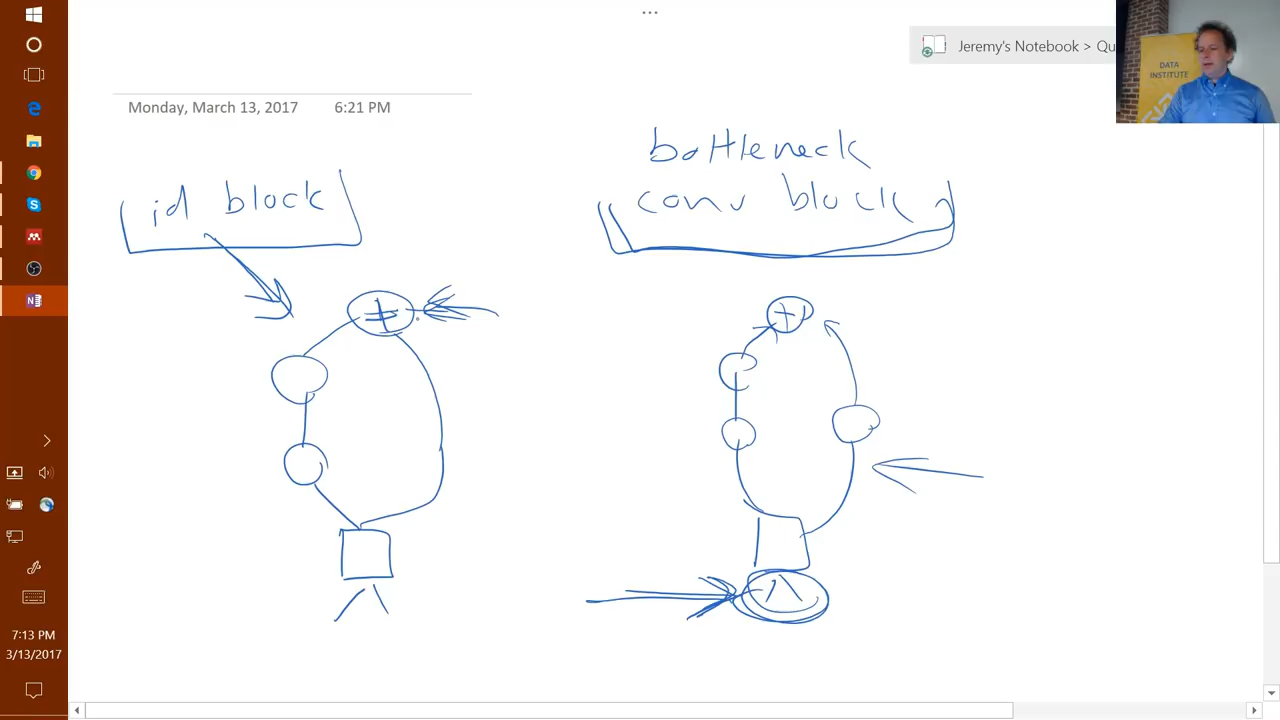 Jeremy's Notebook > Qu
DATA
INSTITUTE
Monday, March 13, 2017 6:21 PM
bottleneck
id block
conv block
7:13 PM
3/13/2017